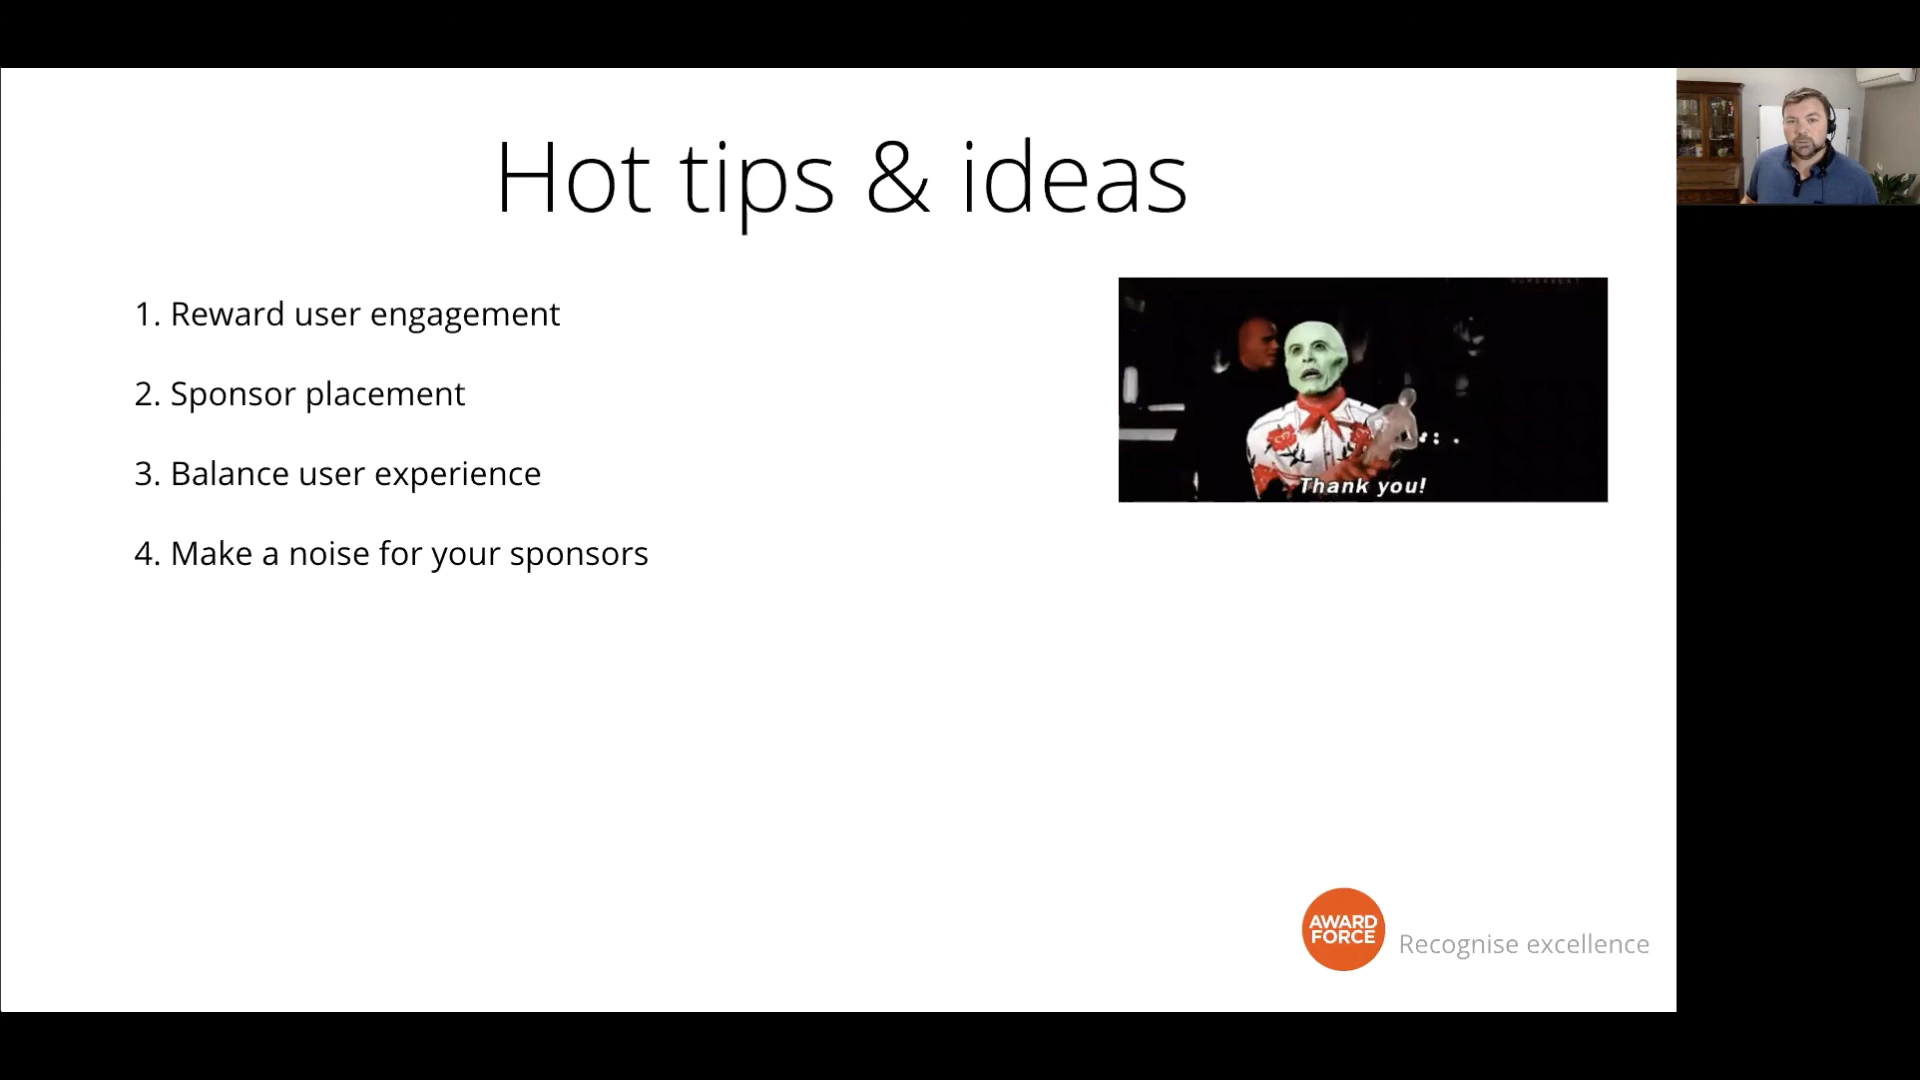 Hot tips & ideas
1. Reward user engagement
2. Sponsor placement
3. Balance user experience
4. Make a noise for your sponsors
Thank you!
AWARD
FORCE
Recognise excellence